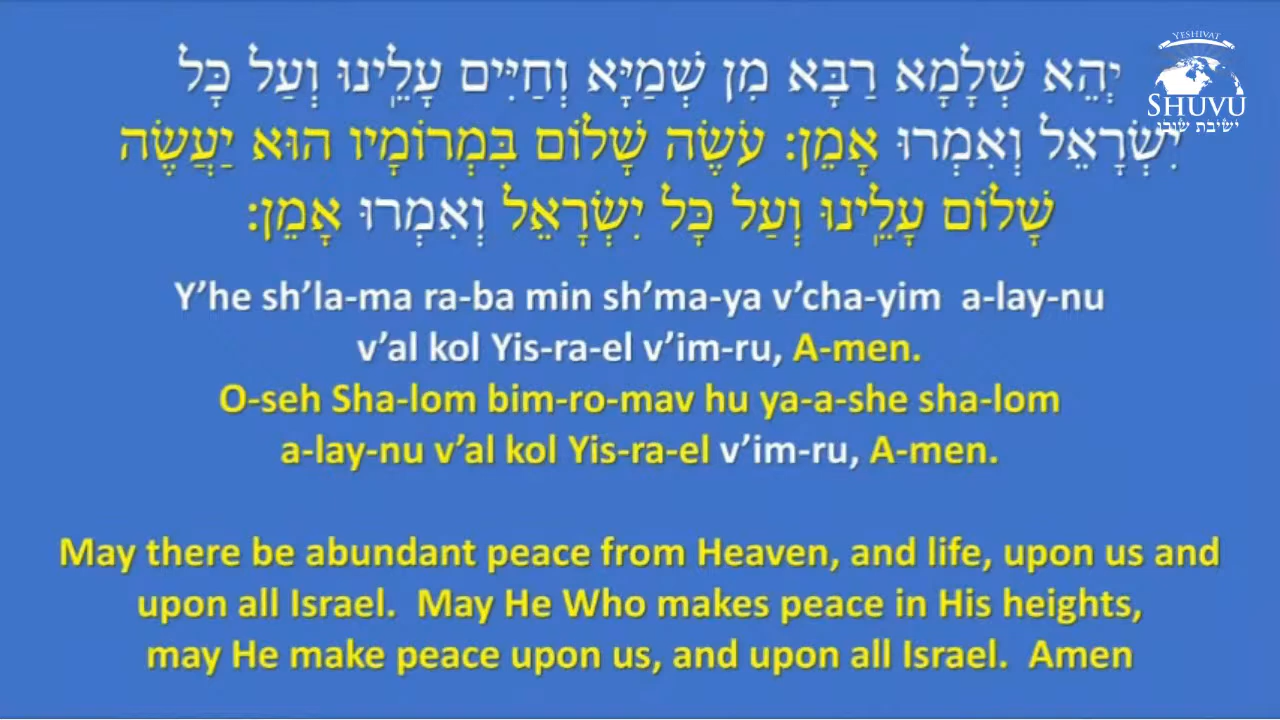 יְהֵא שְׁלָמָא רַבָּא מִן שְׁמַיָּא וְחַיִּים עָלֵֽינוּ וְעַל כָּל
יִשְׂרָאֵל וְאִמְרוּ אָמֵן: עֹשֶׂה שָׁלוֹם בִּמְרוֹמָיו הוּא יַעֲשֶׂה
שָׁלוֹם עָלֵֽינוּ וְעַל כָּל יִשְׂרָאֵל וְאִמְרוּ אָמֵן:
YESHIVAT
SHUVU
ישיבת שובו
Y’he sh’la-ma ra-ba min sh’ma-ya v’cha-yim a-lay-nu
v’al kol Yis-ra-el v’im-ru, A-men.
O-seh Sha-lom bim-ro-mav hu ya-a-she sha-lom
a-lay-nu v’al kol Yis-ra-el v’im-ru, A-men.
May there be abundant peace from Heaven, and life, upon us and
upon all Israel. May He Who makes peace in His heights,
may He make peace upon us, and upon all Israel. Amen